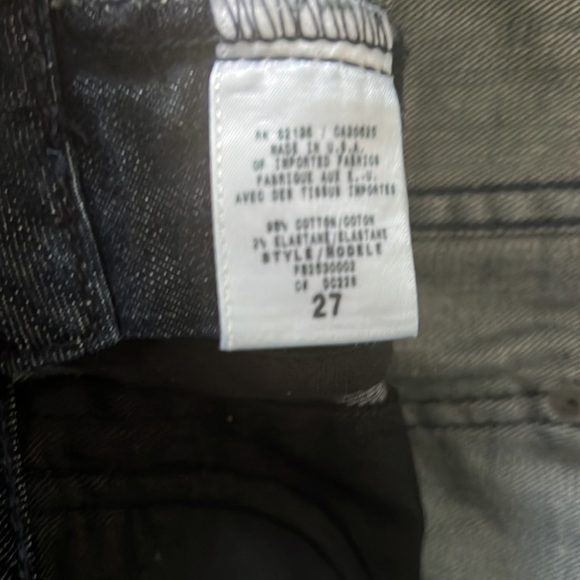 RN 62136 / CA30625
MADE IN U.S.A.
OF IMPORTED FABRICS
FABRIQUE AUX E.-U.
AVEC DES TISSUS IMPORTES
98% COTTON/COTON
2% ELASTANE/ELASTANE
STYLE/MODELE
27